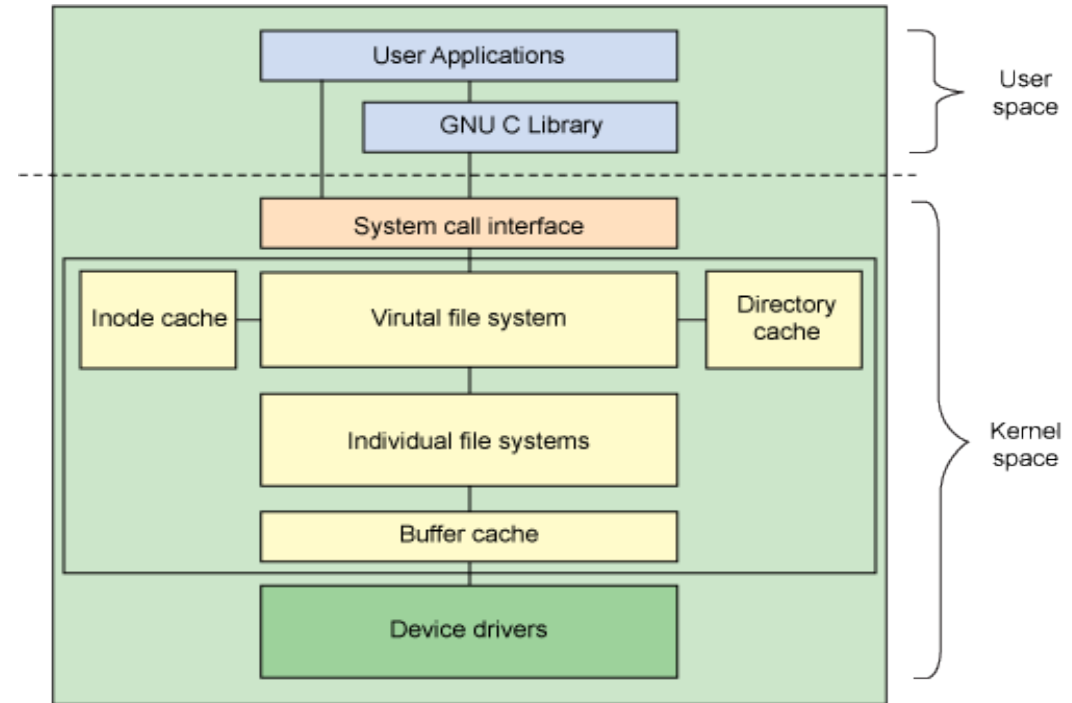 User Applications
GNU C Library
User
space
System call interface
Inode cache
Virutal file system
Directory
cache
Individual file systems
Kernel
space
Buffer cache
Device drivers